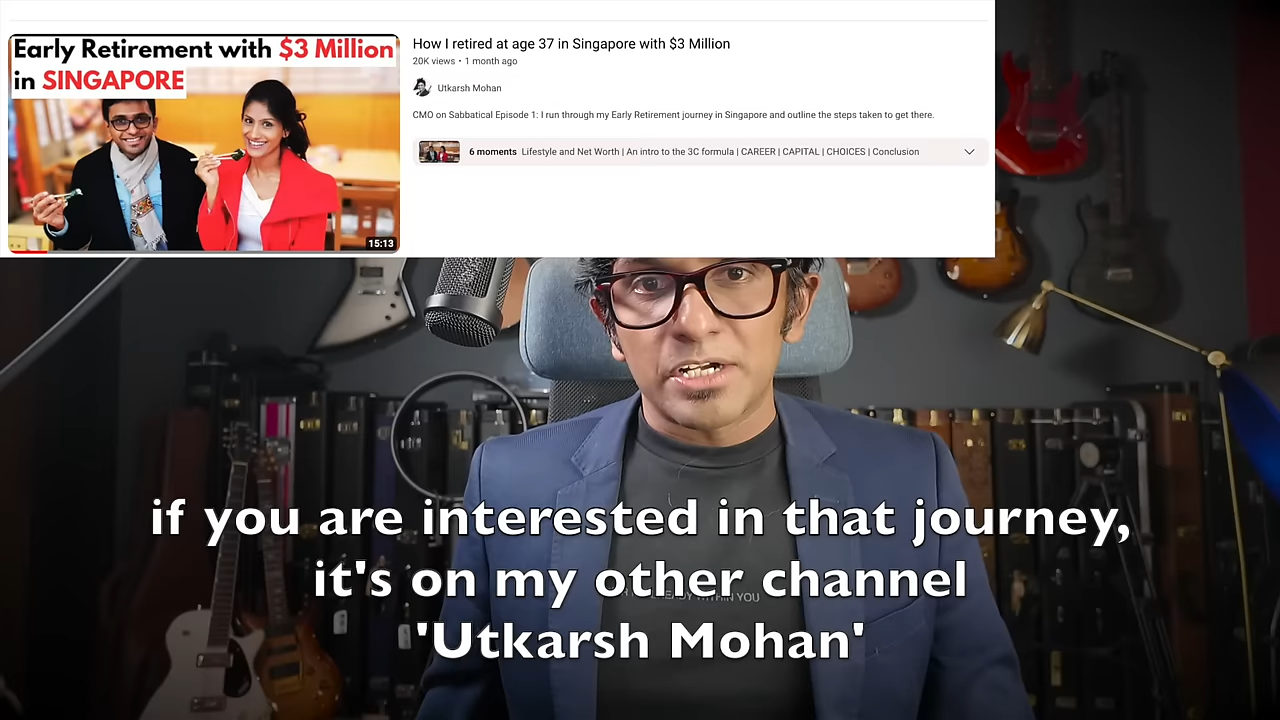 Early Retirement with $3 Million
in SINGAPORE
15:13
How I retired at age 37 in Singapore with $3 Million
20K views • 1 month ago
Utkarsh Mohan
CMO on Sabbatical Episode 1: I run through my Early Retirement journey in Singapore and outline the steps taken to get there.
6 moments Lifestyle and Net Worth | An intro to the 3C formula | CAREER | CAPITAL | CHOICES | Conclusion
if you are interested in that journey,
it's on my other channel
'Utkarsh Mohan'
YOU